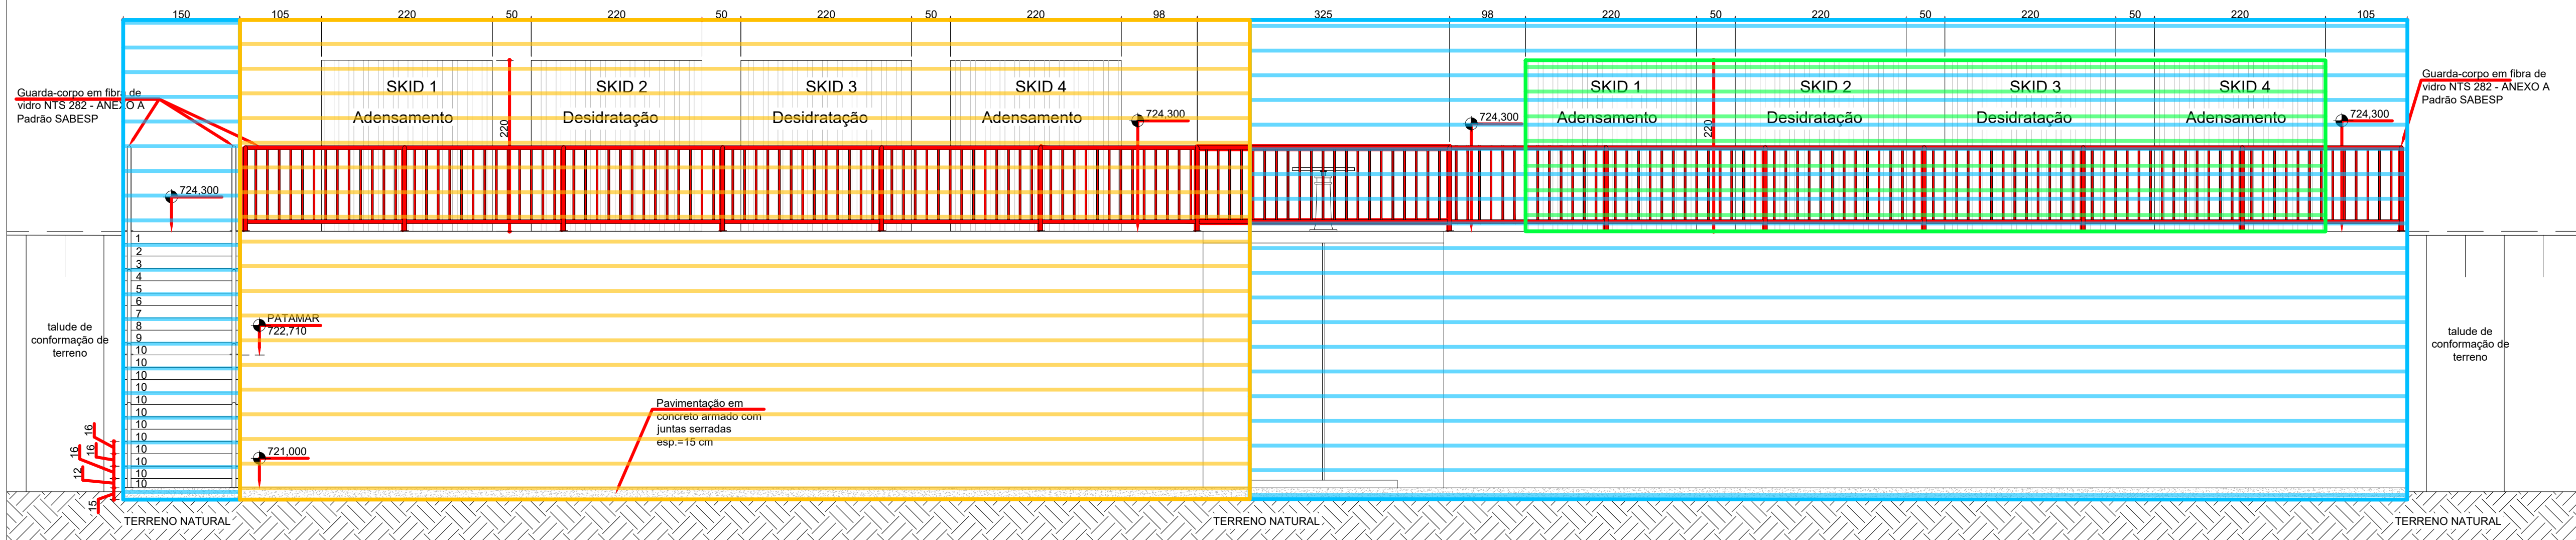 150 105 220 50 220 50 220 50 220 98 325 98 220 50 220 50 220 50 220 105
Guarda-corpo em fibra de
vidro NTS 282 - ANEXO A
Padrão SABESP
SKID 1
Adensamento
220
SKID 2
Desidratação
SKID 3
Desidratação
SKID 4
Adensamento
724,300
724,300
SKID 1
Adensamento
220
SKID 2
Desidratação
SKID 3
Desidratação
SKID 4
Adensamento
724,300
Guarda-corpo em fibra de
vidro NTS 282 - ANEXO A
Padrão SABESP
724,300
1
2
3
4
5
6
7
8
9
10
10
10
10
10
10
10
10
10
10
10
10
PATAMAR
722,710
talude de
conformação de
terreno
talude de
conformação de
terreno
Pavimentação em
concreto armado com
juntas serradas
esp.=15 cm
721,000
16
16
16
12
15
TERRENO NATURAL
TERRENO NATURAL
TERRENO NATURAL